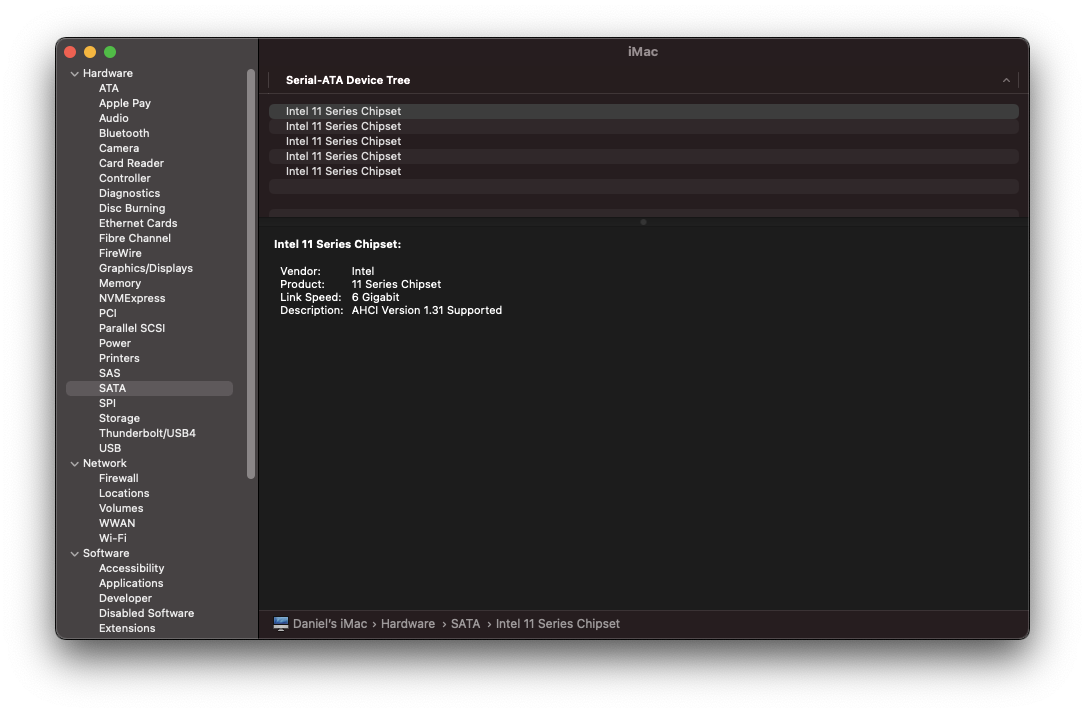 iMac
Hardware
ATA
Apple Pay
Audio
Bluetooth
Camera
Card Reader
Controller
Diagnostics
Disc Burning
Ethernet Cards
Fibre Channel
FireWire
Graphics/Displays
Memory
NVMExpress
PCI
Parallel SCSI
Power
Printers
SAS
SATA
SPI
Storage
Thunderbolt/USB4
USB
Network
Firewall
Locations
Volumes
WWAN
Wi-Fi
Software
Accessibility
Applications
Developer
Disabled Software
Extensions
Serial-ATA Device Tree
Intel 11 Series Chipset
Intel 11 Series Chipset
Intel 11 Series Chipset
Intel 11 Series Chipset
Intel 11 Series Chipset
Intel 11 Series Chipset:
Vendor: Intel
Product: 11 Series Chipset
Link Speed: 6 Gigabit
Description: AHCI Version 1.31 Supported
Daniel's iMac › Hardware › SATA › Intel 11 Series Chipset